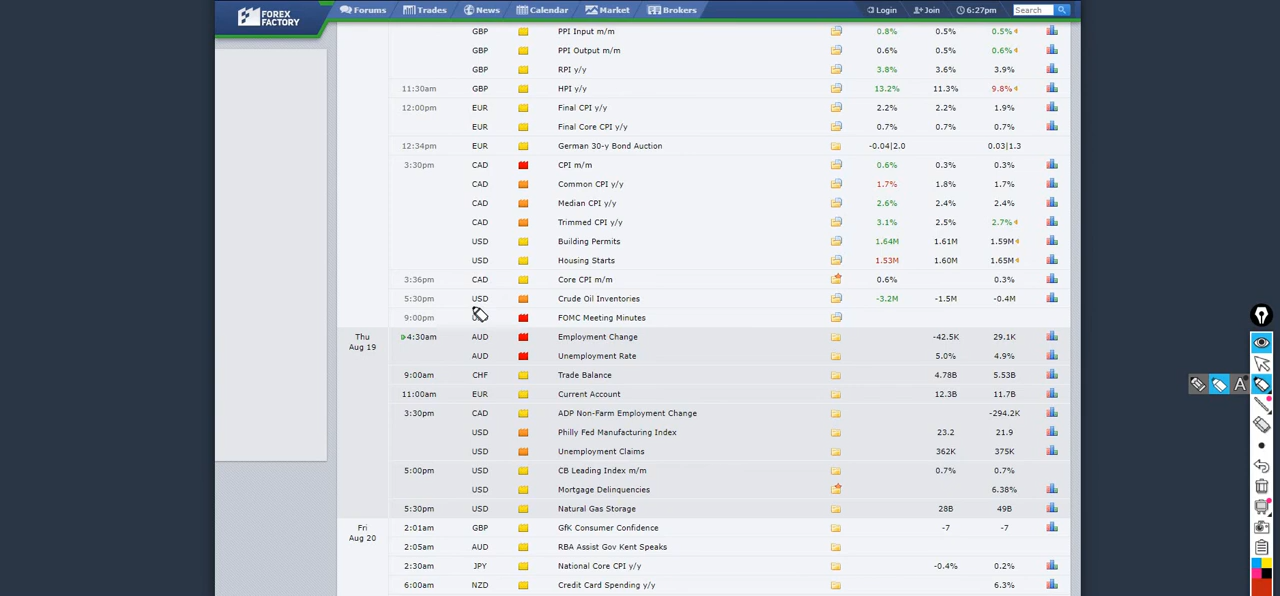 FOREX FACTORY Forums Trades News Calendar Market Brokers Login Join 6:27pm Search
GBP PPI Input m/m 0.8% 0.5% 0.5%
GBP PPI Output m/m 0.6% 0.5% 0.6%
GBP RPI y/y 3.8% 3.6% 3.9%
11:30am GBP HPI y/y 13.2% 11.3% 9.8%
12:00pm EUR Final CPI y/y 2.2% 2.2% 1.9%
EUR Final Core CPI y/y 0.7% 0.7% 0.7%
12:34pm EUR German 30-y Bond Auction -0.04|2.0 0.03|1.3
3:30pm CAD CPI m/m 0.6% 0.3% 0.3%
CAD Common CPI y/y 1.7% 1.8% 1.7%
CAD Median CPI y/y 2.6% 2.4% 2.4%
CAD Trimmed CPI y/y 3.1% 2.5% 2.7%
USD Building Permits 1.64M 1.61M 1.59M
USD Housing Starts 1.53M 1.60M 1.65M
3:36pm CAD Core CPI m/m 0.6% 0.3%
5:30pm USD Crude Oil Inventories -3.2M -1.5M -0.4M
9:00pm FOMC Meeting Minutes
Thu Aug 19 4:30am AUD Employment Change -42.5K 29.1K
AUD Unemployment Rate 5.0% 4.9%
9:00am CHF Trade Balance 4.78B 5.53B
11:00am EUR Current Account 12.3B 11.7B
3:30pm CAD ADP Non-Farm Employment Change -294.2K
USD Philly Fed Manufacturing Index 23.2 21.9
USD Unemployment Claims 362K 375K
5:00pm USD CB Leading Index m/m 0.7% 0.7%
USD Mortgage Delinquencies 6.38%
5:30pm USD Natural Gas Storage 28B 49B
Fri Aug 20 2:01am GBP GfK Consumer Confidence -7 -7
2:05am AUD RBA Assist Gov Kent Speaks
2:30am JPY National Core CPI y/y -0.4% 0.2%
6:00am NZD Credit Card Spending y/y 6.3%
A